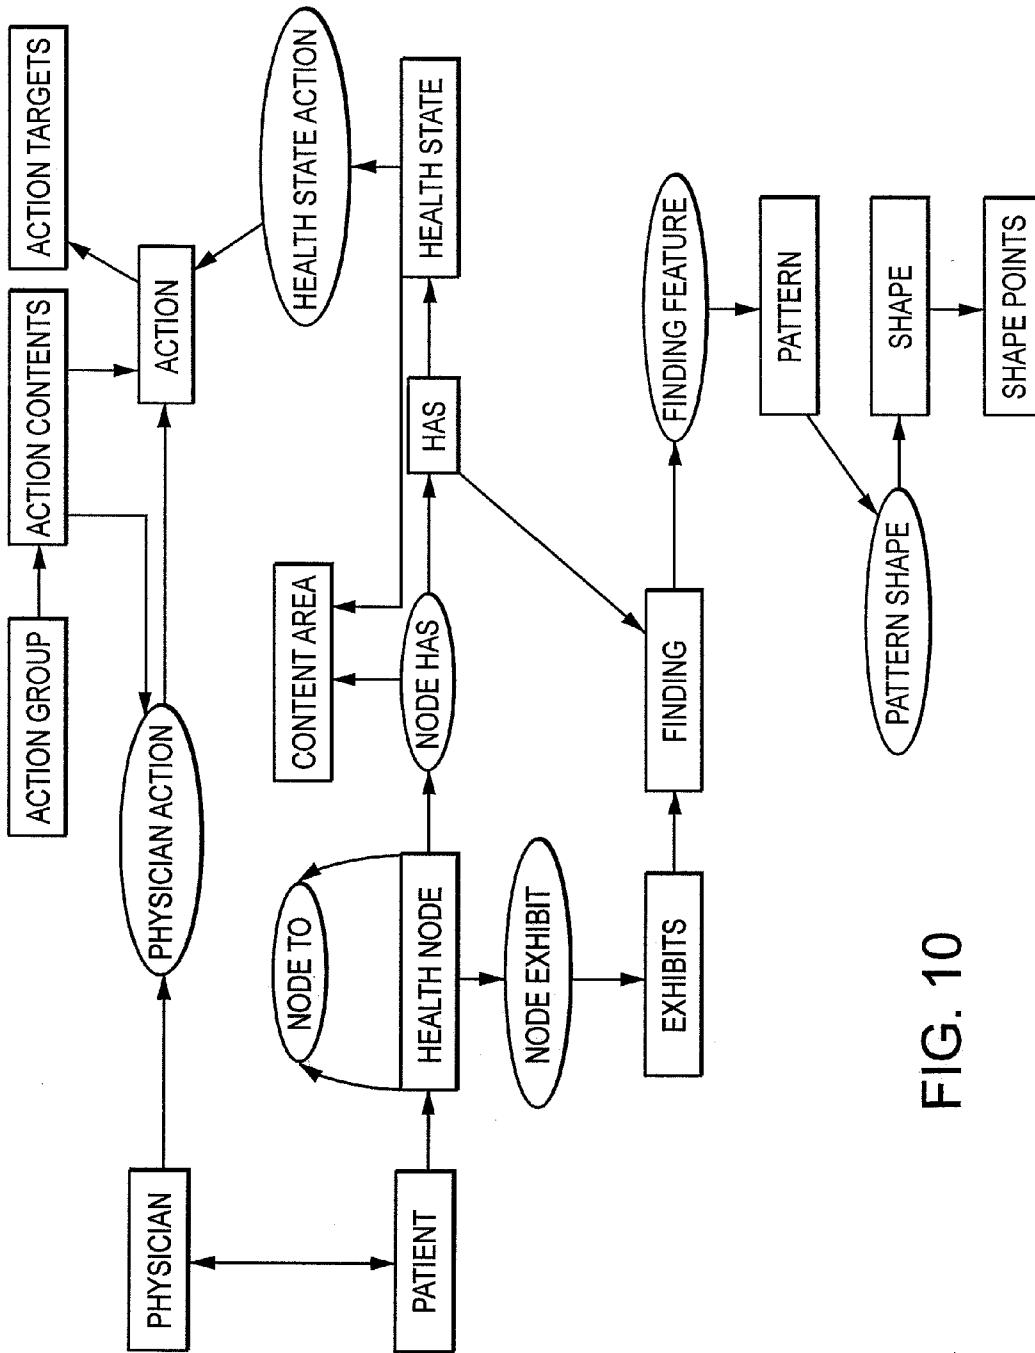 ACTION GROUP
ACTION CONTENTS
ACTION TARGETS
PHYSICIAN
PHYSICIAN ACTION
ACTION
NODE TO
CONTENT AREA
HEALTH STATE ACTION
PATIENT
HEALTH NODE
NODE HAS
HAS
HEALTH STATE
NODE EXHIBIT
EXHIBITS
FINDING
FINDING FEATURE
PATTERN
PATTERN SHAPE
SHAPE
SHAPE POINTS
FIG. 10